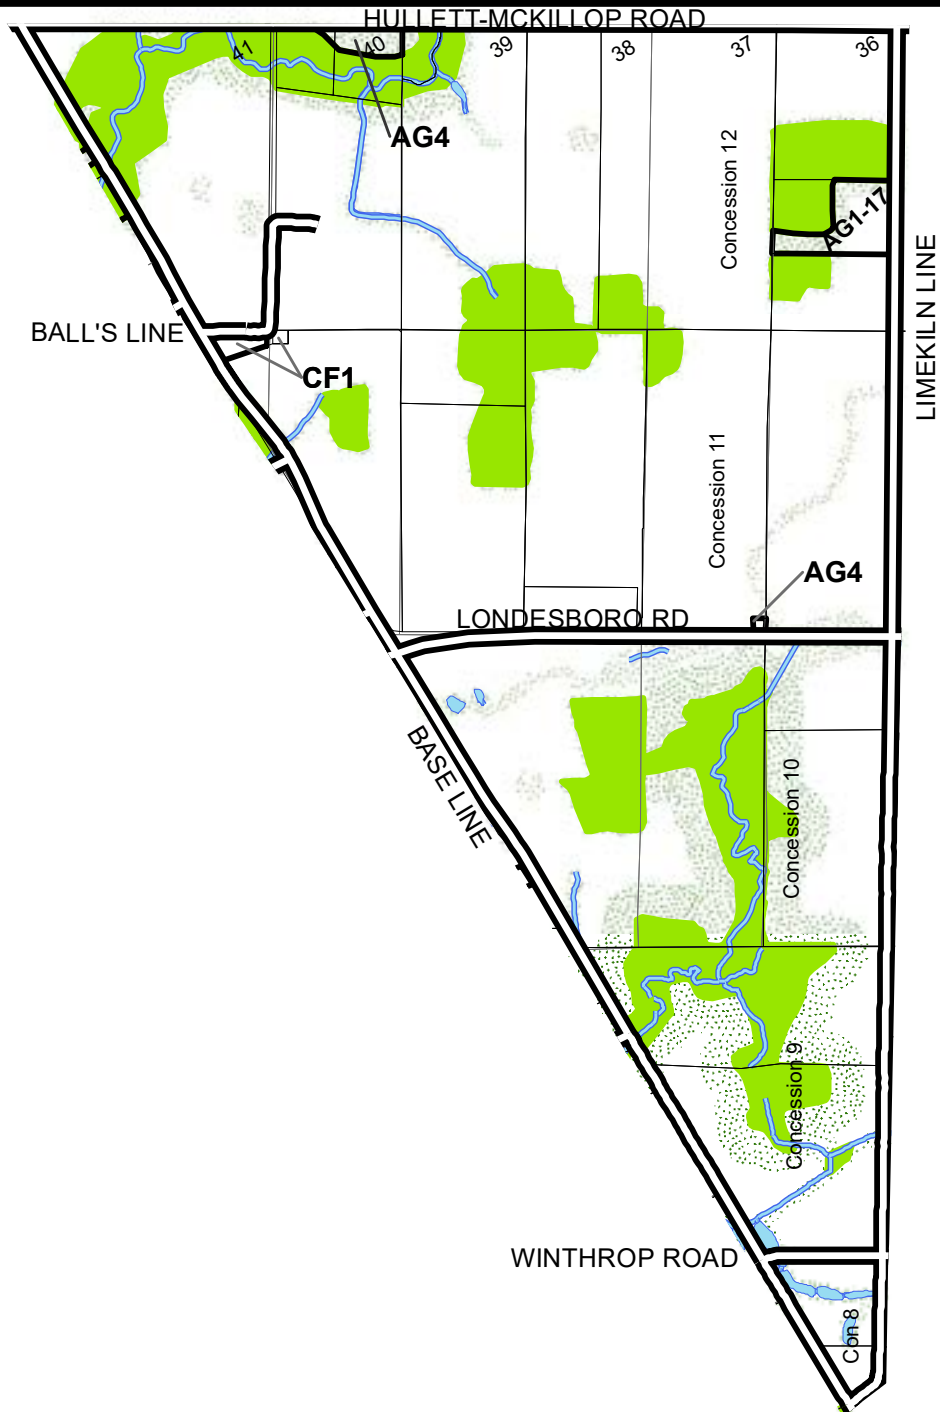 HULLETT-MCKILLOP ROAD
41
40
39
38
37
36
AG4
Concession 12
AG1-17
LIMEKILN LINE
BALL'S LINE
CF1
Concession 11
AG4
LONDESBORO RD
BASE LINE
Concession 10
Concession 9
WINTHROP ROAD
Con 8